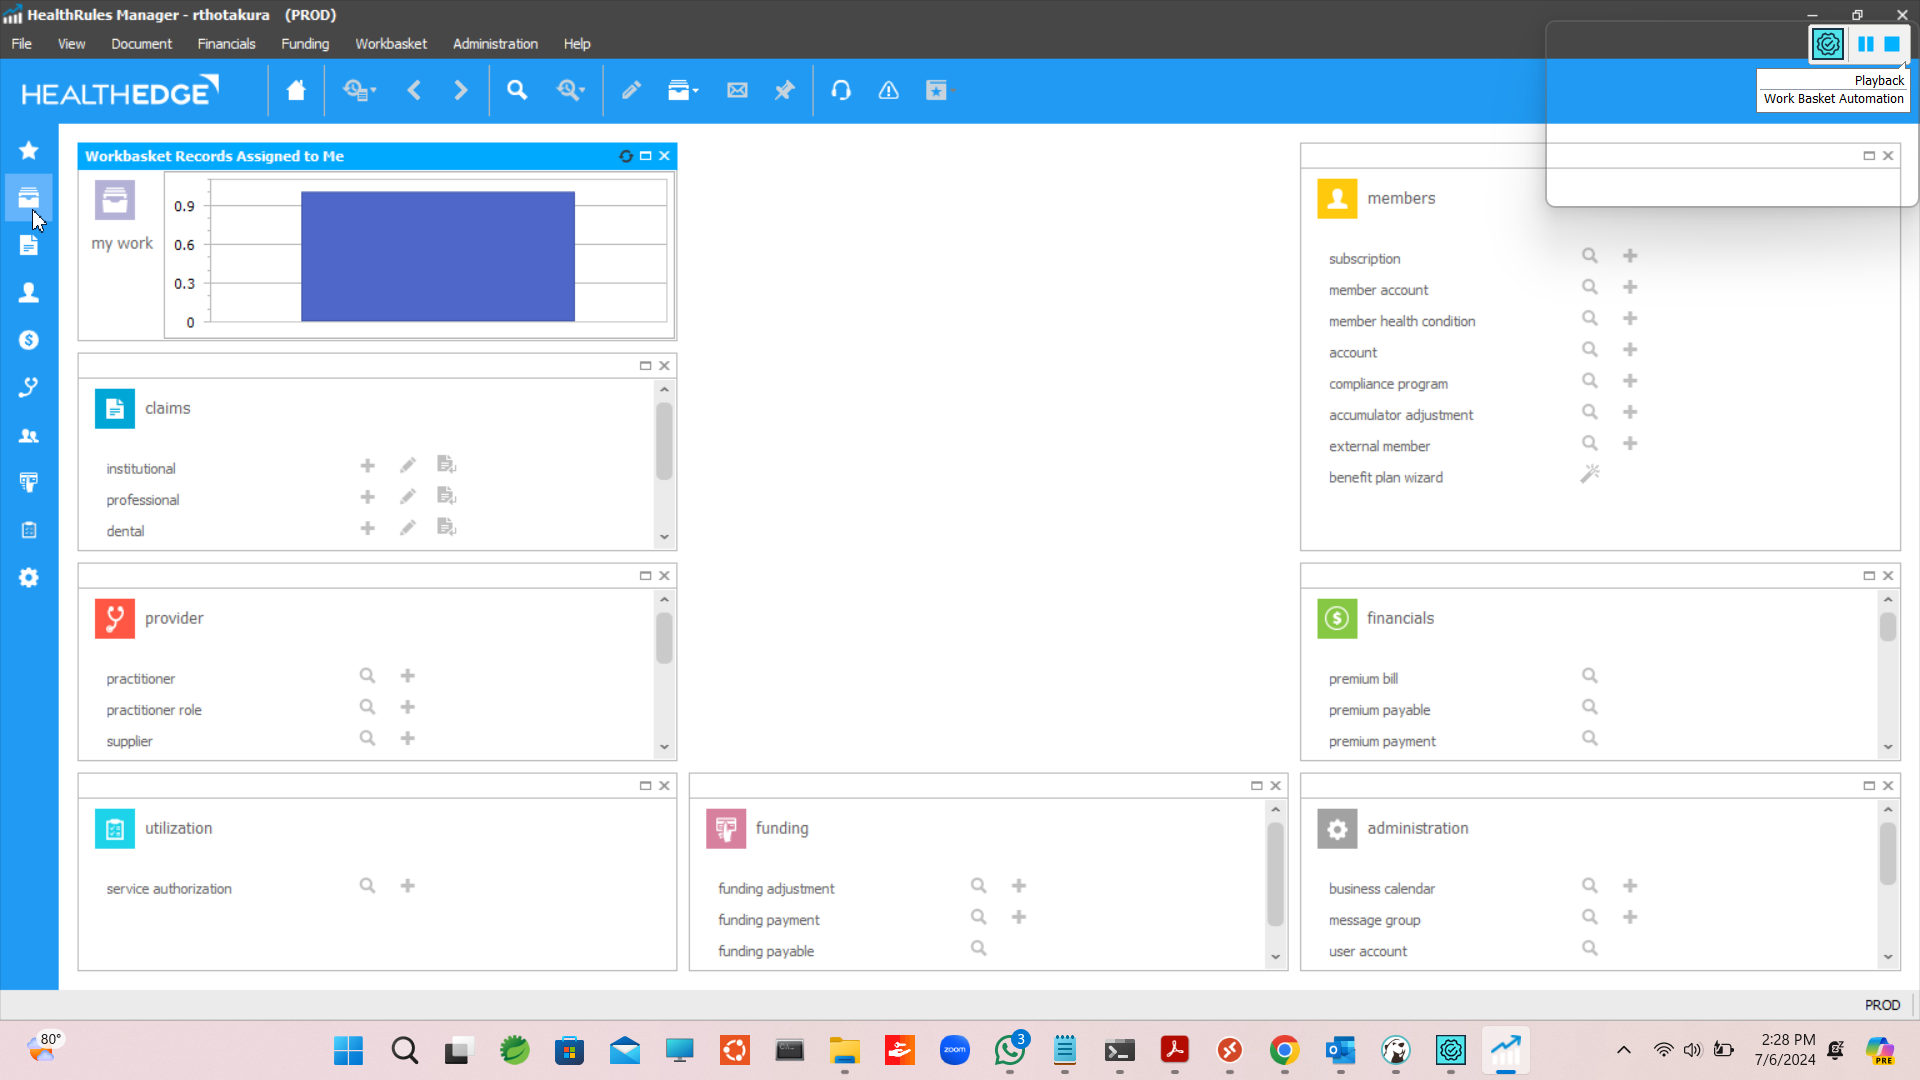 HealthRules Manager - rthotakura (PROD)
File View Document Financials Funding Workbasket Administration Help
Playback
Work Basket Automation
HEALTHEDGE
Workbasket Records Assigned to Me
my work
0.9
0.6
0.3
0
claims
institutional
professional
dental
provider
practitioner
practitioner role
supplier
utilization
service authorization
funding
funding adjustment
funding payment
funding payable
members
subscription
member account
member health condition
account
compliance program
accumulator adjustment
external member
benefit plan wizard
financials
premium bill
premium payable
premium payment
administration
business calendar
message group
user account
PROD
80°
zoom
3
2:28 PM
7/6/2024
PRE